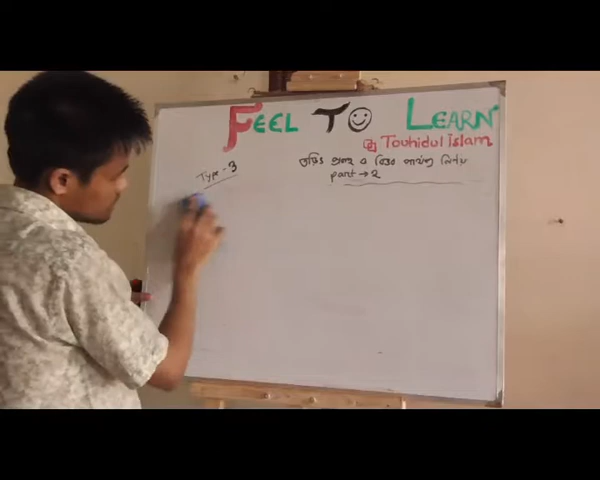 FEEL TO LEARN
Touhidul Islam
Type - 3
তড়িৎ প্রবাহ ও বিভব পার্থক্য নির্ণয়
part → 2